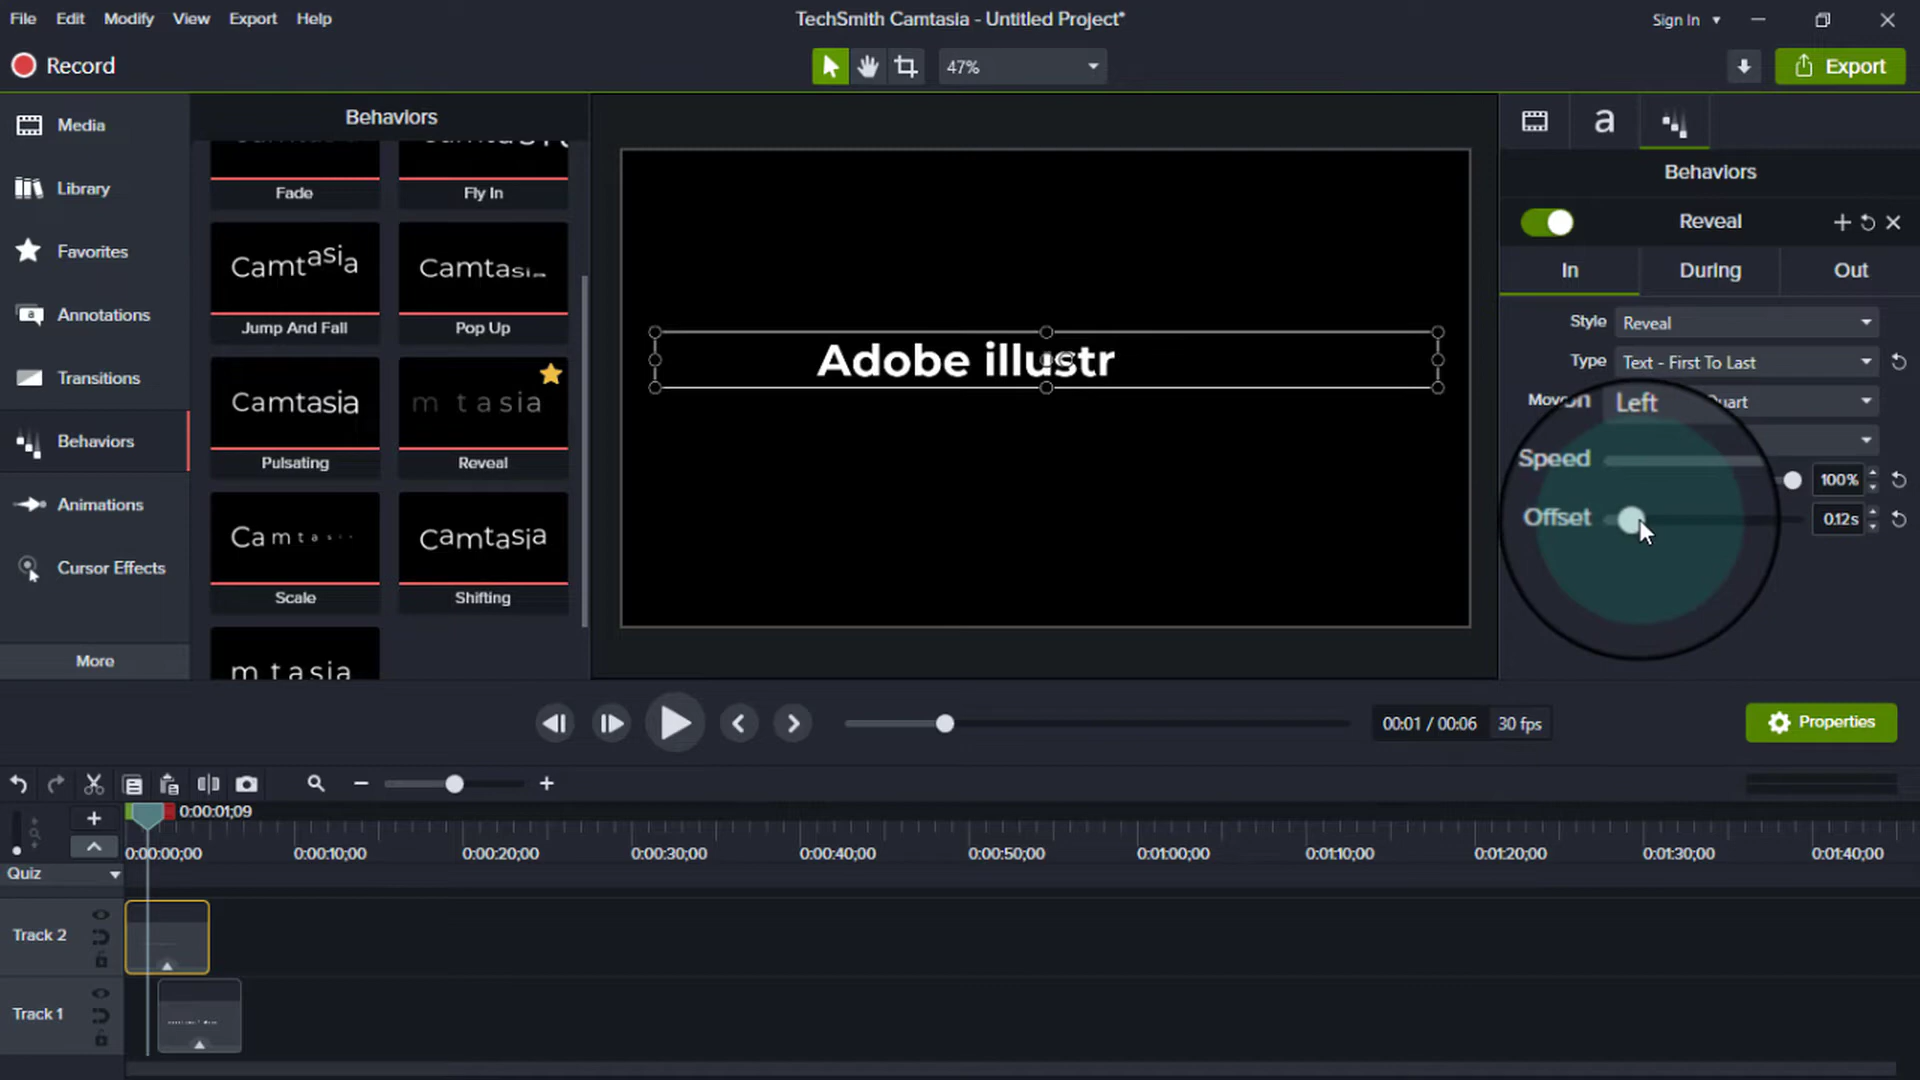 File Edit Modify View Export Help
TechSmith Camtasia - Untitled Project*
Sign In
Record
47%
Export
Media
Library
Favorites
Annotations
Transitions
Behaviors
Animations
Cursor Effects
More
Behaviors
Fade
Fly In
Camtasia
Camtasia
Jump And Fall
Pop Up
Camtasia
m t a s i a
Pulsating
Reveal
Camtasia
Camtasia
Scale
Shifting
m t a s i a
Adobe illustr
a
Behaviors
Reveal
In
During
Out
Style
Reveal
Type
Text - First To Last
Left
Speed
100%
Offset
0.12s
00:01 / 00:06
30 fps
Properties
0:00:01;09
0:00:00;00
0:00:10;00
0:00:20;00
0:00:30;00
0:00:40;00
0:00:50;00
0:01:00;00
0:01:10;00
0:01:20;00
0:01:30;00
0:01:40;00
Quiz
Track 2
Track 1